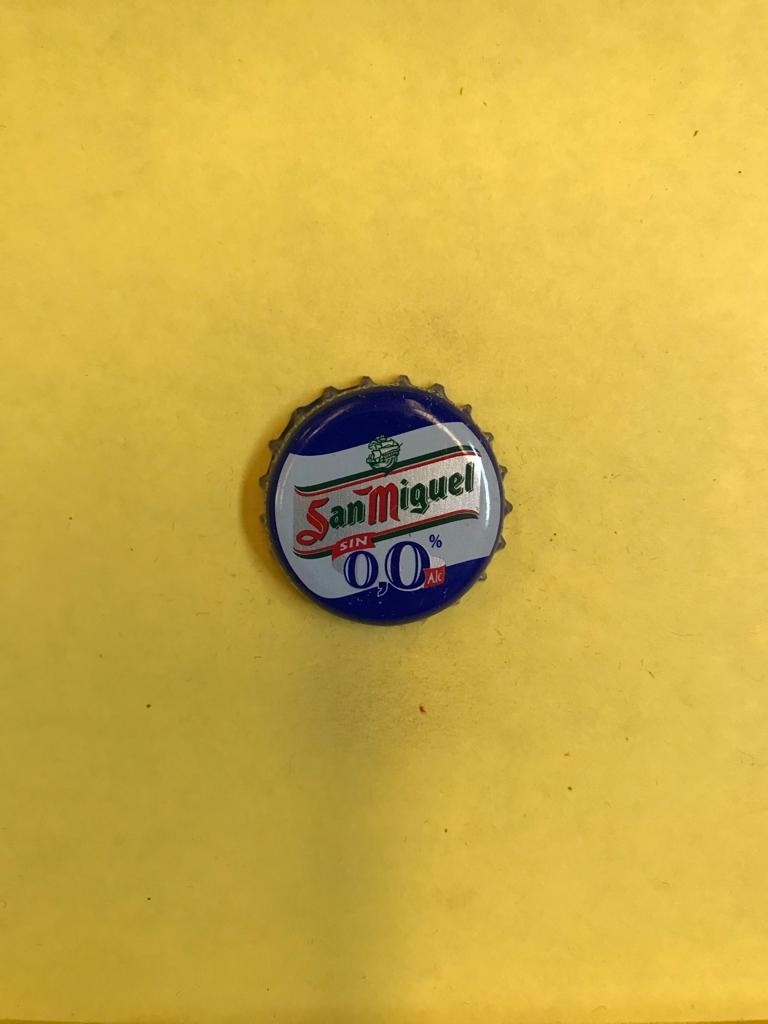 San Miguel
SIN
0,0%
Alc